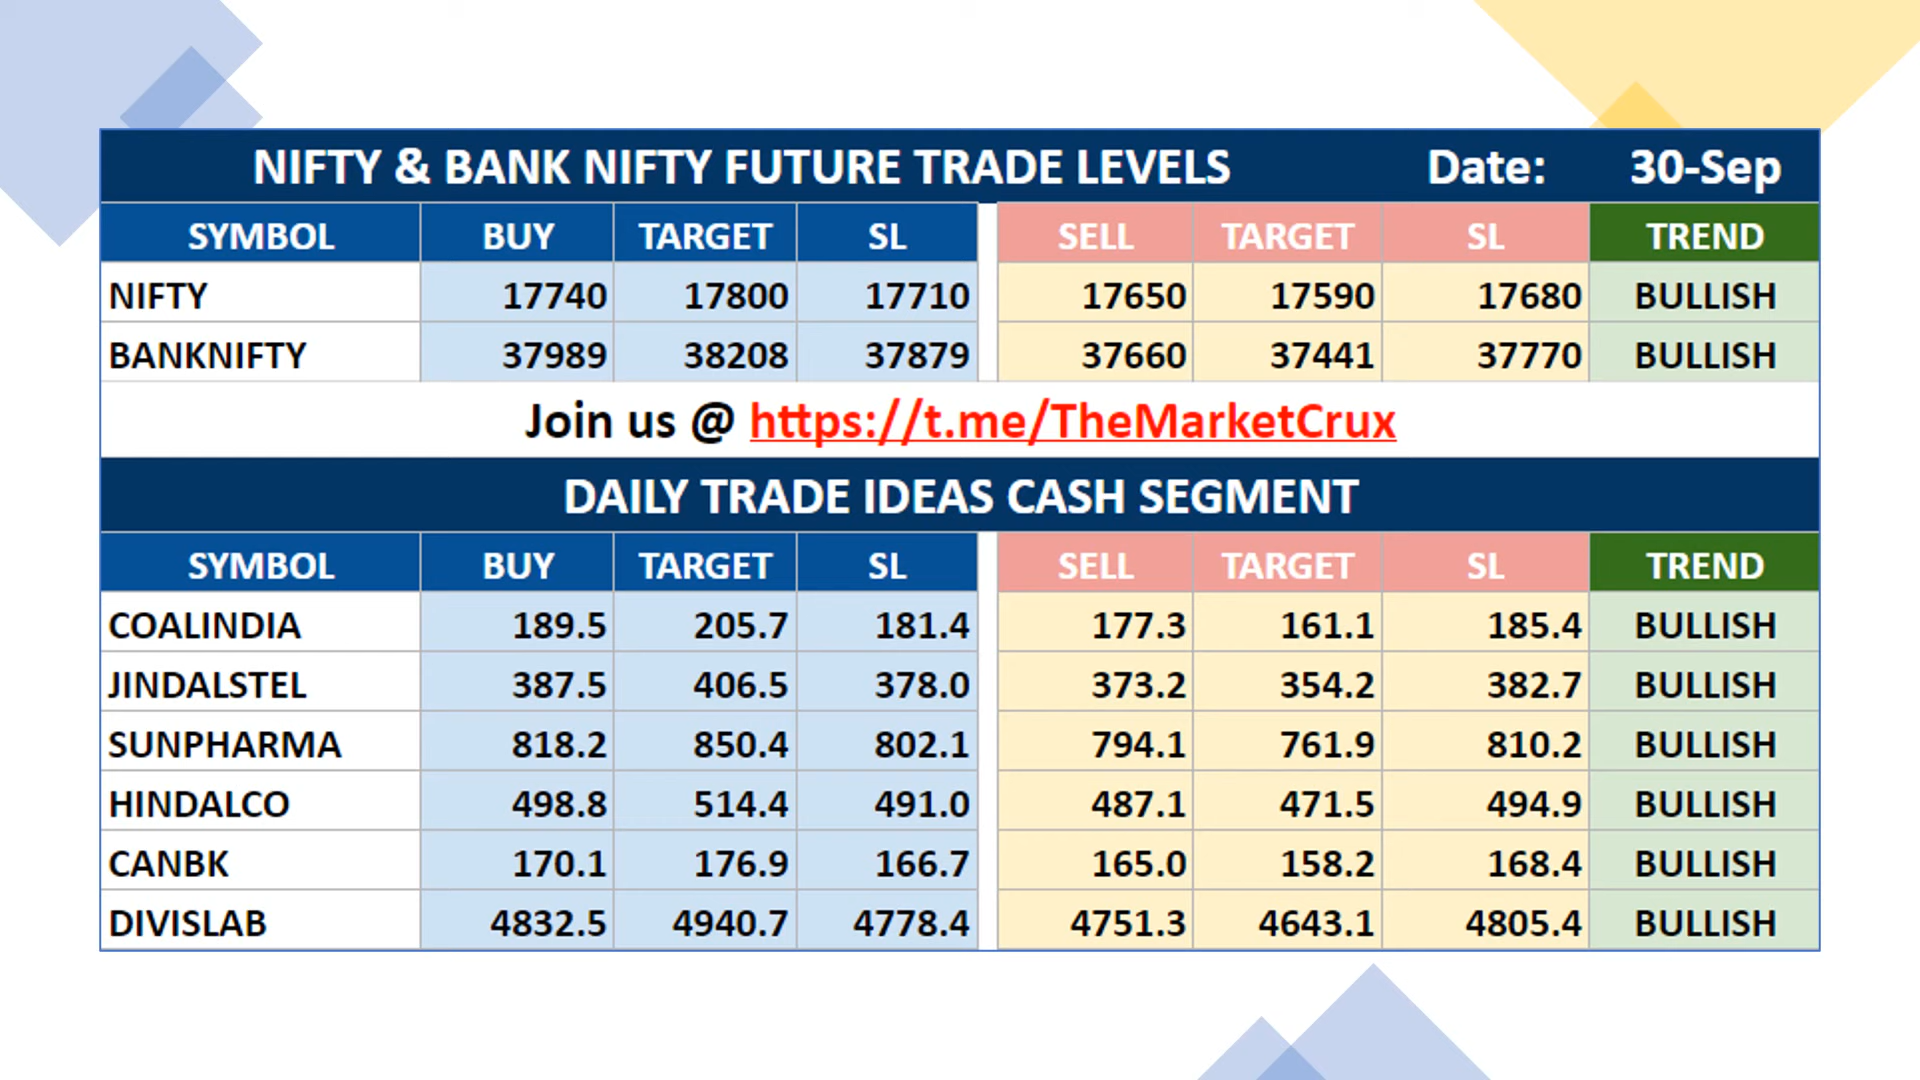 NIFTY & BANK NIFTY FUTURE TRADE LEVELS Date: 30-Sep
SYMBOL BUY TARGET SL SELL TARGET SL TREND
NIFTY 17740 17800 17710 17650 17590 17680 BULLISH
BANKNIFTY 37989 38208 37879 37660 37441 37770 BULLISH
Join us @ https://t.me/TheMarketCrux
DAILY TRADE IDEAS CASH SEGMENT
SYMBOL BUY TARGET SL SELL TARGET SL TREND
COALINDIA 189.5 205.7 181.4 177.3 161.1 185.4 BULLISH
JINDALSTEL 387.5 406.5 378.0 373.2 354.2 382.7 BULLISH
SUNPHARMA 818.2 850.4 802.1 794.1 761.9 810.2 BULLISH
HINDALCO 498.8 514.4 491.0 487.1 471.5 494.9 BULLISH
CANBK 170.1 176.9 166.7 165.0 158.2 168.4 BULLISH
DIVISLAB 4832.5 4940.7 4778.4 4751.3 4643.1 4805.4 BULLISH